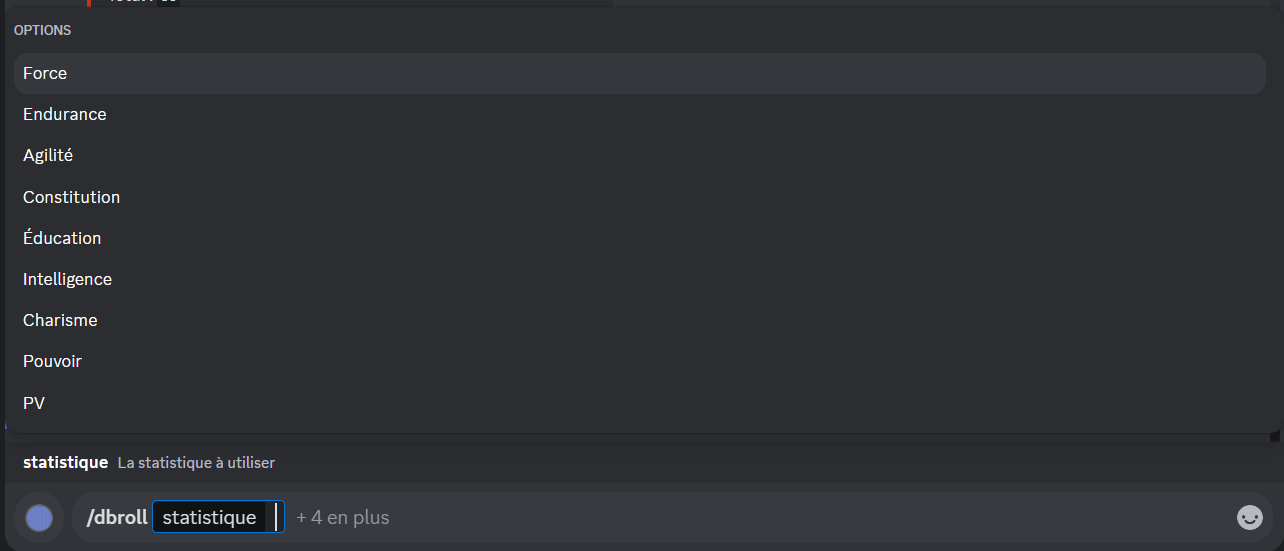 OPTIONS
Force
Endurance
Agilité
Constitution
Éducation
Intelligence
Charisme
Pouvoir
PV
statistique La statistique à utiliser
/dbroll statistique + 4 en plus